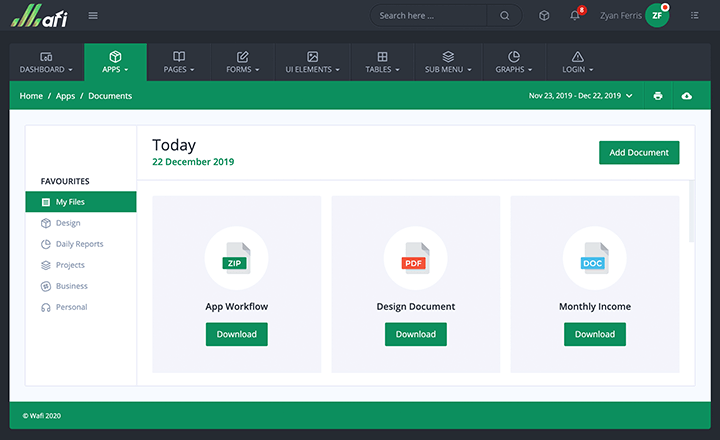 Wafi
Search here ...
8
Zyan Ferris
ZF
DASHBOARD
APPS
PAGES
FORMS
UI ELEMENTS
TABLES
SUB MENU
GRAPHS
LOGIN
Home / Apps / Documents
Nov 23, 2019 - Dec 22, 2019
Today
22 December 2019
Add Document
FAVOURITES
My Files
Design
Daily Reports
Projects
Business
Personal
ZIP
App Workflow
Download
PDF
Design Document
Download
DOC
Monthly Income
Download
© Wafi 2020